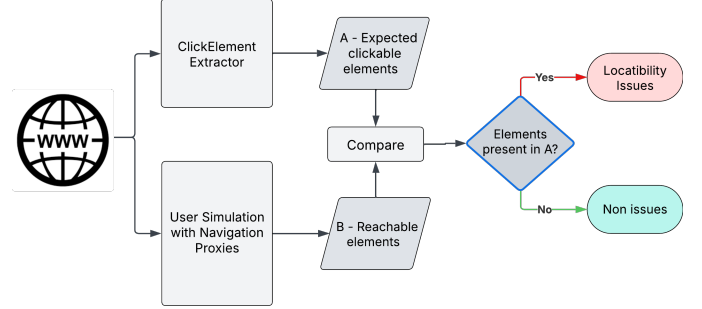 WWW
ClickElement
Extractor
A - Expected
clickable
elements
Compare
User Simulation
with Navigation
Proxies
B - Reachable
elements
Elements
present in A?
Yes
Locatibility
Issues
No
Non issues